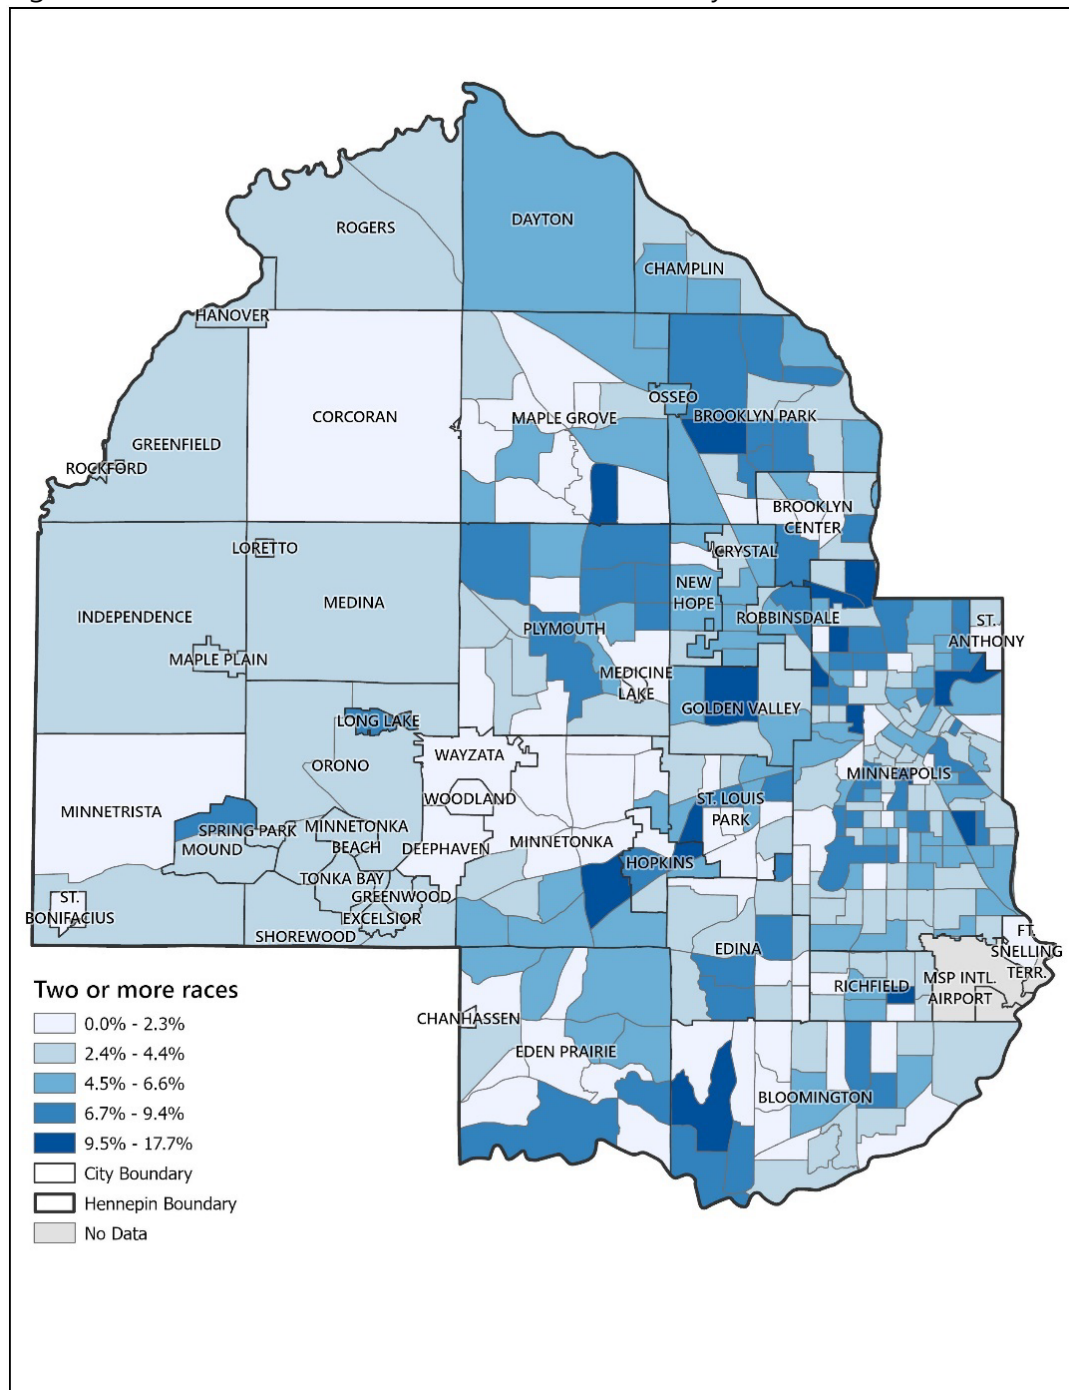 ROGERS
DAYTON
CHAMPLIN
HANOVER
CORCORAN
MAPLE GROVE
OSSEO
BROOKLYN PARK
GREENFIELD
ROCKFORD
BROOKLYN
CENTER
LORETTO
CRYSTAL
NEW
HOPE
INDEPENDENCE
MEDINA
PLYMOUTH
ROBBINSDALE
ST.
ANTHONY
MAPLE PLAIN
MEDICINE
LAKE
GOLDEN VALLEY
LONG LAKE
ORONO
WAYZATA
MINNEAPOLIS
MINNETRISTA
WOODLAND
ST. LOUIS
PARK
SPRING PARK
MOUND
MINNETONKA
BEACH
DEEPHAVEN
MINNETONKA
HOPKINS
TONKA BAY
GREENWOOD
EXCELSIOR
ST.
BONIFACIUS
SHOREWOOD
EDINA
FT.
SNELLING
TERR.
RICHFIELD
MSP INTL.
AIRPORT
CHANHASSEN
EDEN PRAIRIE
BLOOMINGTON
Two or more races
0.0% - 2.3%
2.4% - 4.4%
4.5% - 6.6%
6.7% - 9.4%
9.5% - 17.7%
City Boundary
Hennepin Boundary
No Data